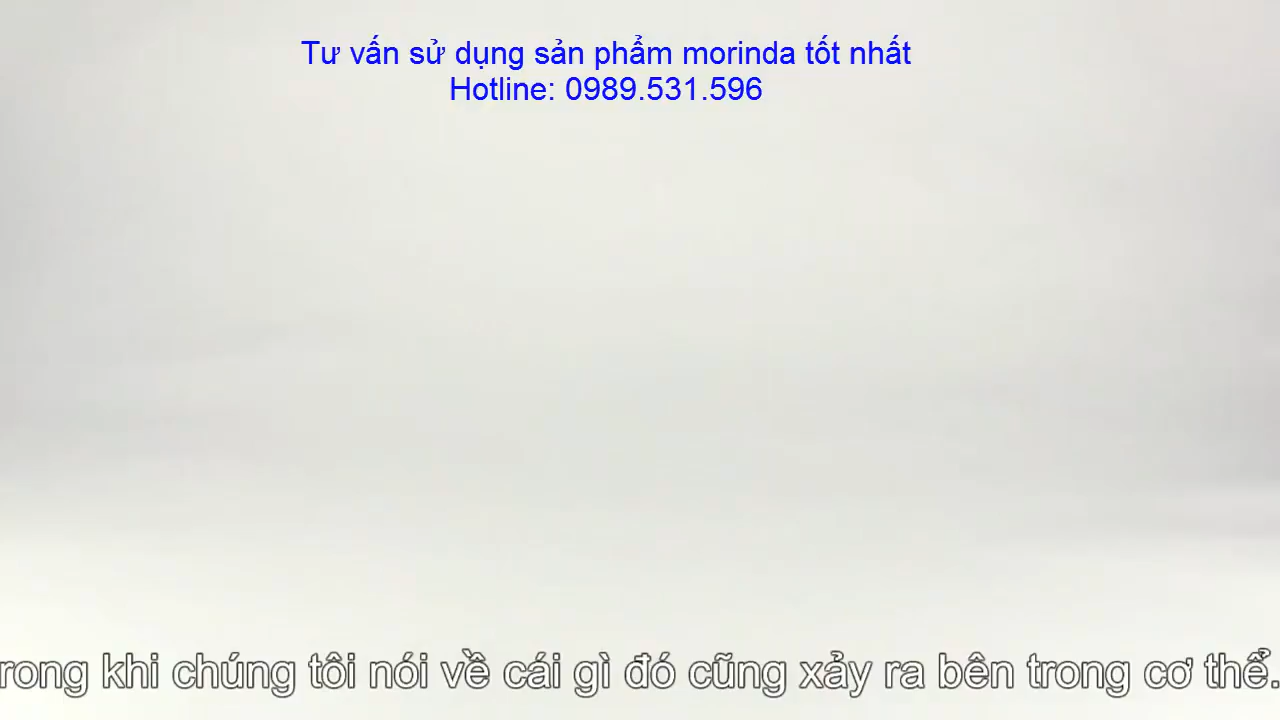 Tư vấn sử dụng sản phẩm morinda tốt nhất
Hotline: 0989.531.596
rong khi chúng tôi nói về cái gì đó cũng xảy ra bên trong cơ thể.